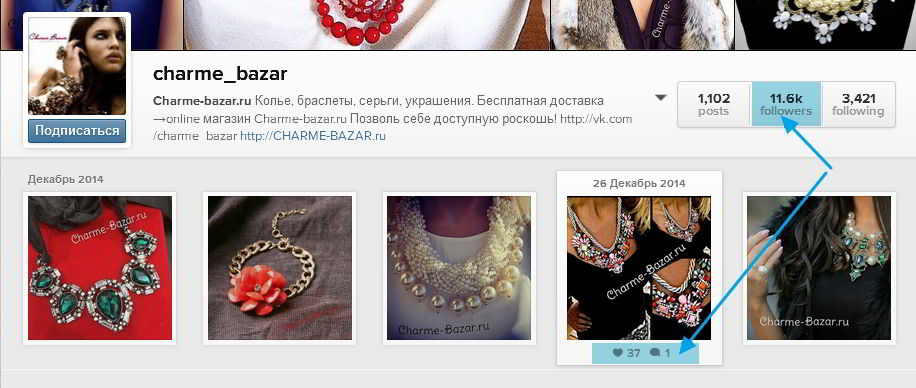 Charme Bazar
Подписаться
charme_bazar
Charme-bazar.ru Колье, браслеты, серьги, украшения. Бесплатная доставка
→online магазин Charme-bazar.ru Позволь себе доступную роскошь! http://vk.com
/charme_bazar http://CHARME-BAZAR.ru
1,102
posts
11.6k
followers
3,421
following
Декабрь 2014
26 Декабрь 2014
Charme-Bazar.ru
Charme-Bazar.ru
Charme-Bazar.ru
Charme-Bazar.ru
37 1